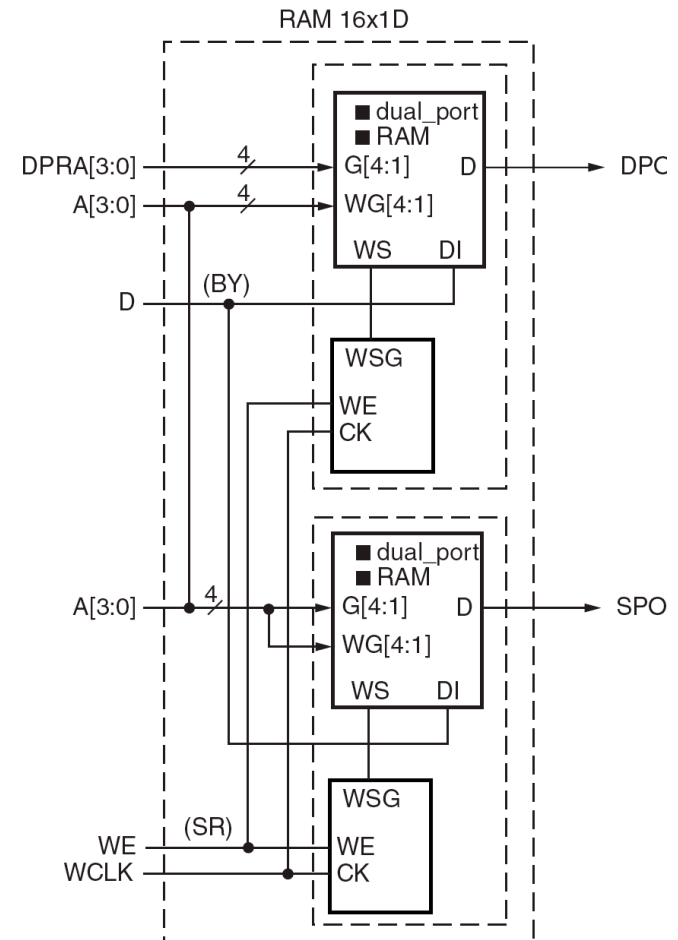 RAM 16x1D
dual_port
RAM
DPRA[3:0]
4
G[4:1]
D
DPO
A[3:0]
4
WG[4:1]
WS
DI
D
(BY)
WSG
WE
CK
dual_port
RAM
A[3:0]
4
G[4:1]
D
SPO
WG[4:1]
WS
DI
WSG
WE
(SR)
WE
WCLK
CK